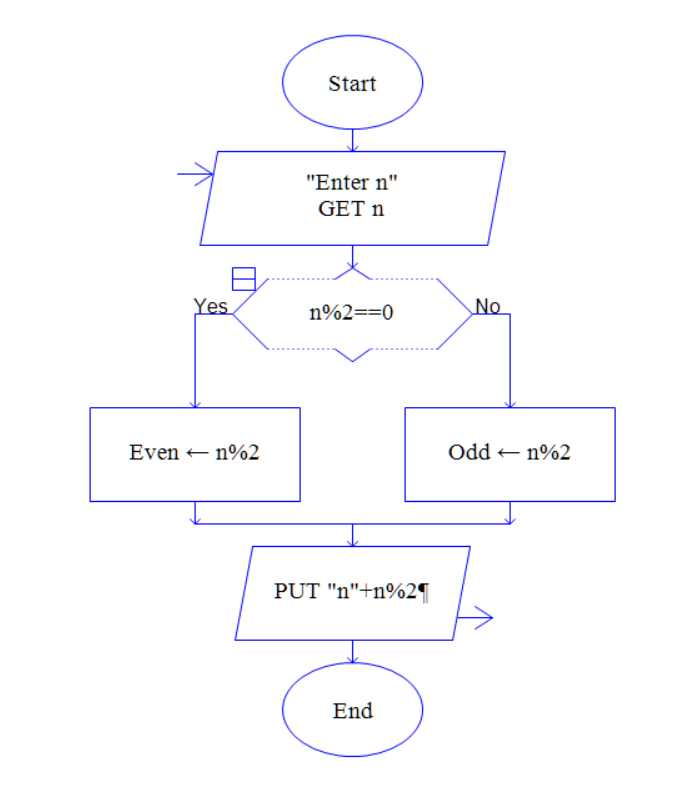 Start
"Enter n"
GET n
Yes
n%2==0
No
Even ← n%2
Odd ← n%2
PUT "n"+n%2¶
End